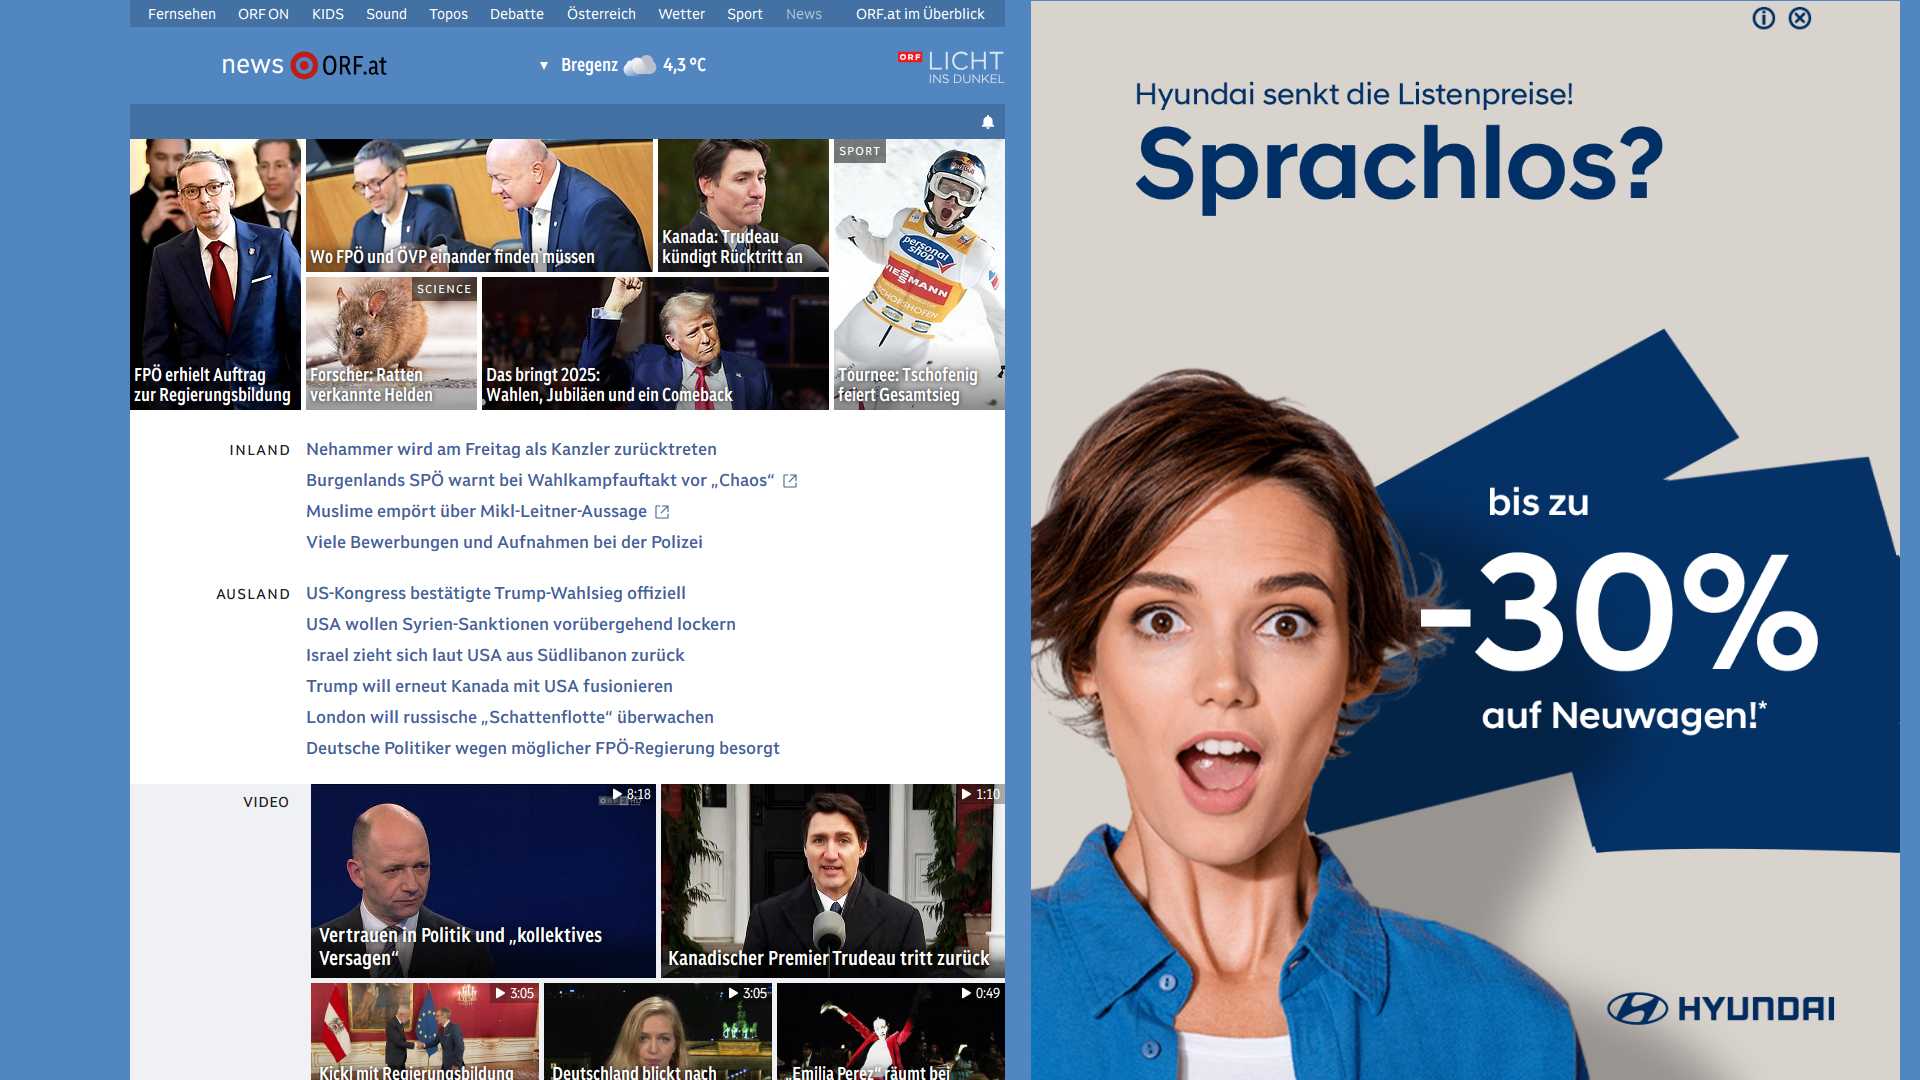 Fernsehen ORF ON KIDS Sound Topos Debatte Österreich Wetter Sport News ORF.at im Überblick
news ORF.at
Bregenz 4,3 °C
ORF LICHT
INS DUNKEL
FPÖ erhielt Auftrag
zur Regierungsbildung
Wo FPÖ und ÖVP einander finden müssen
Kanada: Trudeau
kündigt Rücktritt an
SPORT
personal
shop
VIESSMANN
BISCHOFSHOFEN
Tournee: Tschofenig
feiert Gesamtsieg
SCIENCE
Forscher: Ratten
verkannte Helden
Das bringt 2025:
Wahlen, Jubiläen und ein Comeback
INLAND
Nehammer wird am Freitag als Kanzler zurücktreten
Burgenlands SPÖ warnt bei Wahlkampfauftakt vor „Chaos“
Muslime empört über Mikl-Leitner-Aussage
Viele Bewerbungen und Aufnahmen bei der Polizei
AUSLAND
US-Kongress bestätigte Trump-Wahlsieg offiziell
USA wollen Syrien-Sanktionen vorübergehend lockern
Israel zieht sich laut USA aus Südlibanon zurück
Trump will erneut Kanada mit USA fusionieren
London will russische „Schattenflotte“ überwachen
Deutsche Politiker wegen möglicher FPÖ-Regierung besorgt
VIDEO
8:18
Vertrauen in Politik und „kollektives
Versagen“
1:10
Kanadischer Premier Trudeau tritt zurück
3:05
Kickl mit Regierungsbildung
3:05
Deutschland blickt nach
0:49
„Emilia Perez“ räumt bei
Hyundai senkt die Listenpreise!
Sprachlos?
bis zu
-30%
auf Neuwagen!*
HYUNDAI